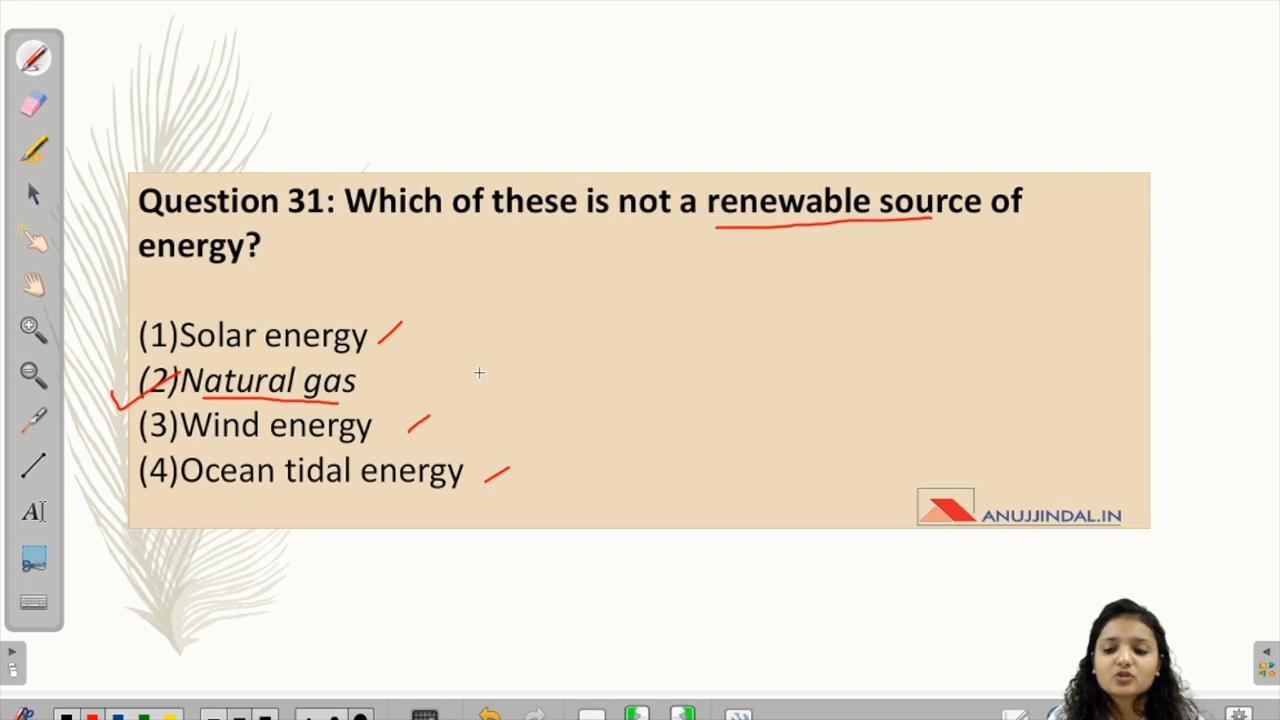 Question 31: Which of these is not a renewable source of
energy?
(1)Solar energy
(2)Natural gas
(3)Wind energy
(4)Ocean tidal energy
ANUJJINDAL.IN